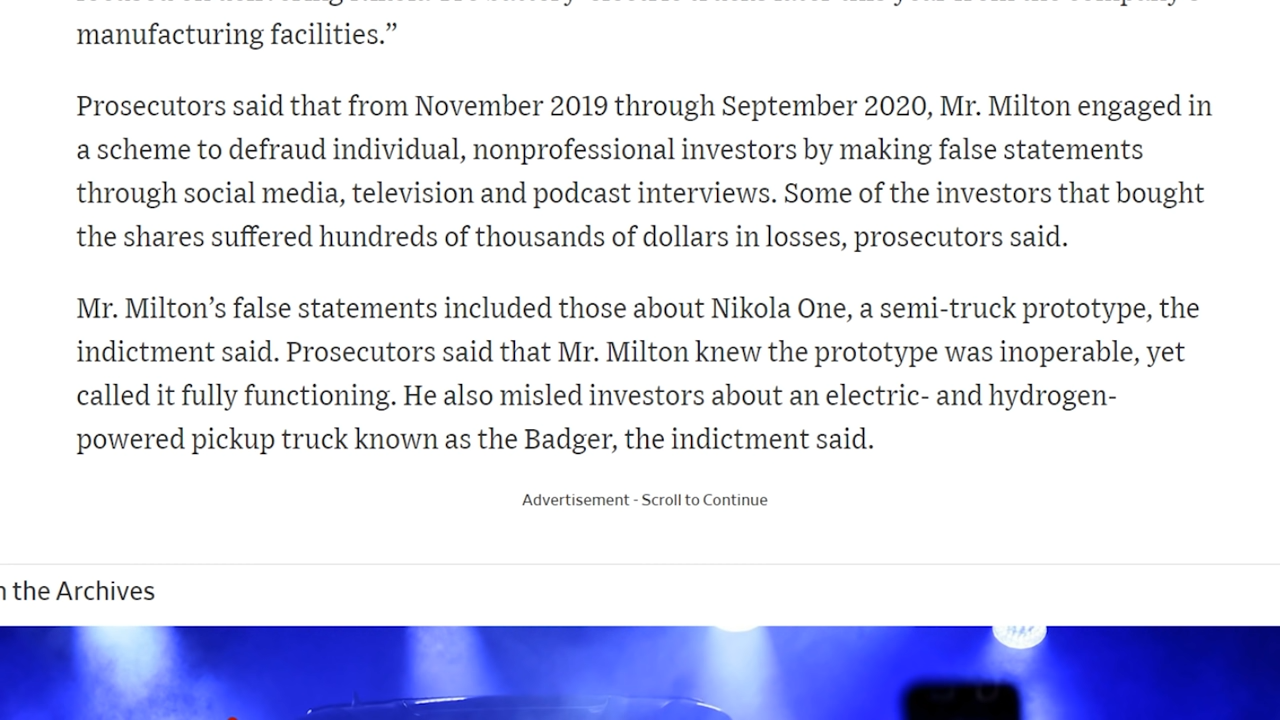 manufacturing facilities.”
Prosecutors said that from November 2019 through September 2020, Mr. Milton engaged in
a scheme to defraud individual, nonprofessional investors by making false statements
through social media, television and podcast interviews. Some of the investors that bought
the shares suffered hundreds of thousands of dollars in losses, prosecutors said.
Mr. Milton’s false statements included those about Nikola One, a semi-truck prototype, the
indictment said. Prosecutors said that Mr. Milton knew the prototype was inoperable, yet
called it fully functioning. He also misled investors about an electric- and hydrogen-
powered pickup truck known as the Badger, the indictment said.
Advertisement - Scroll to Continue
the Archives